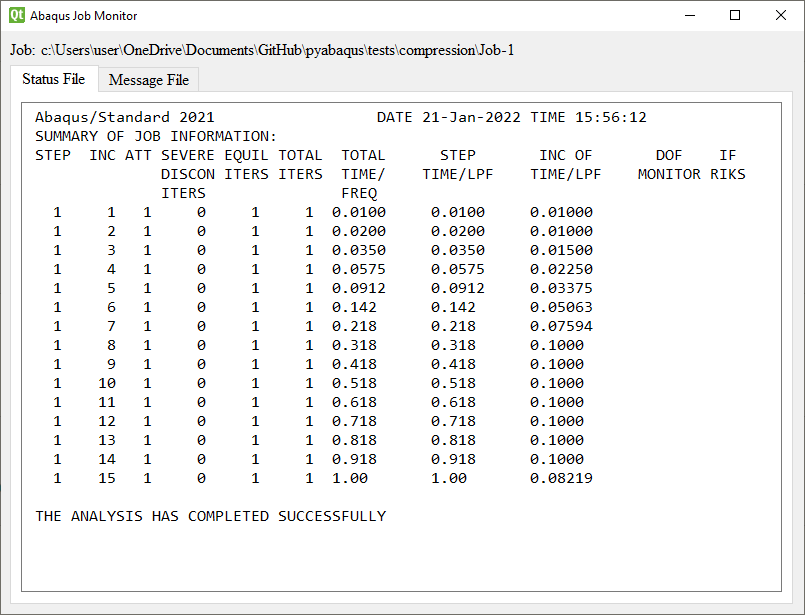 Qt Abaqus Job Monitor
Job: c:\Users\user\OneDrive\Documents\GitHub\pyabaqus\tests\compression\Job-1
Status File Message File
Abaqus/Standard 2021 DATE 21-Jan-2022 TIME 15:56:12
SUMMARY OF JOB INFORMATION:
STEP INC ATT SEVERE EQUIL TOTAL TOTAL STEP INC OF DOF IF
DISCON ITERS ITERS TIME/ TIME/LPF TIME/LPF MONITOR RIKS
ITERS FREQ
1 1 1 0 1 1 0.0100 0.0100 0.01000
1 2 1 0 1 1 0.0200 0.0200 0.01000
1 3 1 0 1 1 0.0350 0.0350 0.01500
1 4 1 0 1 1 0.0575 0.0575 0.02250
1 5 1 0 1 1 0.0912 0.0912 0.03375
1 6 1 0 1 1 0.142 0.142 0.05063
1 7 1 0 1 1 0.218 0.218 0.07594
1 8 1 0 1 1 0.318 0.318 0.1000
1 9 1 0 1 1 0.418 0.418 0.1000
1 10 1 0 1 1 0.518 0.518 0.1000
1 11 1 0 1 1 0.618 0.618 0.1000
1 12 1 0 1 1 0.718 0.718 0.1000
1 13 1 0 1 1 0.818 0.818 0.1000
1 14 1 0 1 1 0.918 0.918 0.1000
1 15 1 0 1 1 1.00 1.00 0.08219
THE ANALYSIS HAS COMPLETED SUCCESSFULLY